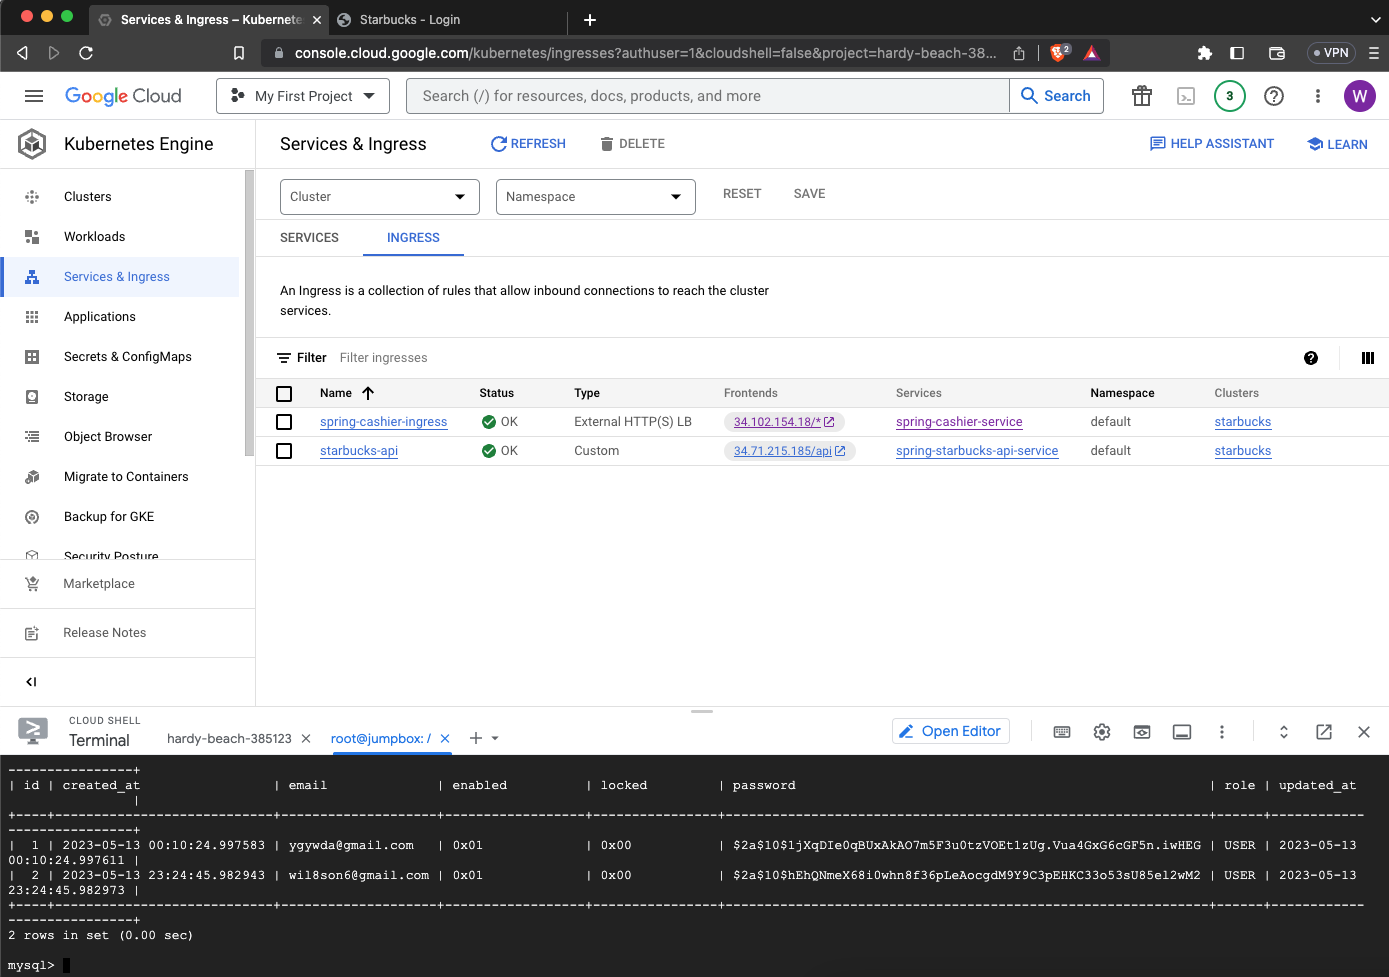 Services & Ingress – Kubernete
Starbucks - Login
console.cloud.google.com/kubernetes/ingresses?authuser=1&cloudshell=false&project=hardy-beach-38...
2
VPN
Google Cloud
My First Project
Search (/) for resources, docs, products, and more
Search
3
W
Kubernetes Engine
Services & Ingress
REFRESH
DELETE
HELP ASSISTANT
LEARN
Clusters
Workloads
Services & Ingress
Applications
Secrets & ConfigMaps
Storage
Object Browser
Migrate to Containers
Backup for GKE
Security Posture
Marketplace
Release Notes
Cluster
Namespace
RESET
SAVE
SERVICES
INGRESS
An Ingress is a collection of rules that allow inbound connections to reach the cluster
services.
Filter Filter ingresses
Name Status Type Frontends Services Namespace Clusters
spring-cashier-ingress OK External HTTP(S) LB 34.102.154.18/* spring-cashier-service default starbucks
starbucks-api OK Custom 34.71.215.185/api spring-starbucks-api-service default starbucks
CLOUD SHELL
Terminal
hardy-beach-385123
root@jumpbox: /
Open Editor
----------------+
| id | created_at | email | enabled | locked | password | role | updated_at
|
+----+----------------------------+--------------------+------------------+----------------+--------------------------------------------------------------+------+------------
----------------+
| 1 | 2023-05-13 00:10:24.997583 | ygywda@gmail.com | 0x01 | 0x00 | $2a$10$1jXqDIe0qBUxAkAO7m5F3u0tzVOEt1zUg.Vua4GxG6cGF5n.iwHEG | USER | 2023-05-13
00:10:24.997611 |
| 2 | 2023-05-13 23:24:45.982943 | wil8son6@gmail.com | 0x01 | 0x00 | $2a$10$hEhQNmeX68i0whn8f36pLeAocgdM9Y9C3pEHKC33o53sU85el2wM2 | USER | 2023-05-13
23:24:45.982973 |
+----+----------------------------+--------------------+------------------+----------------+--------------------------------------------------------------+------+------------
----------------+
2 rows in set (0.00 sec)
mysql>